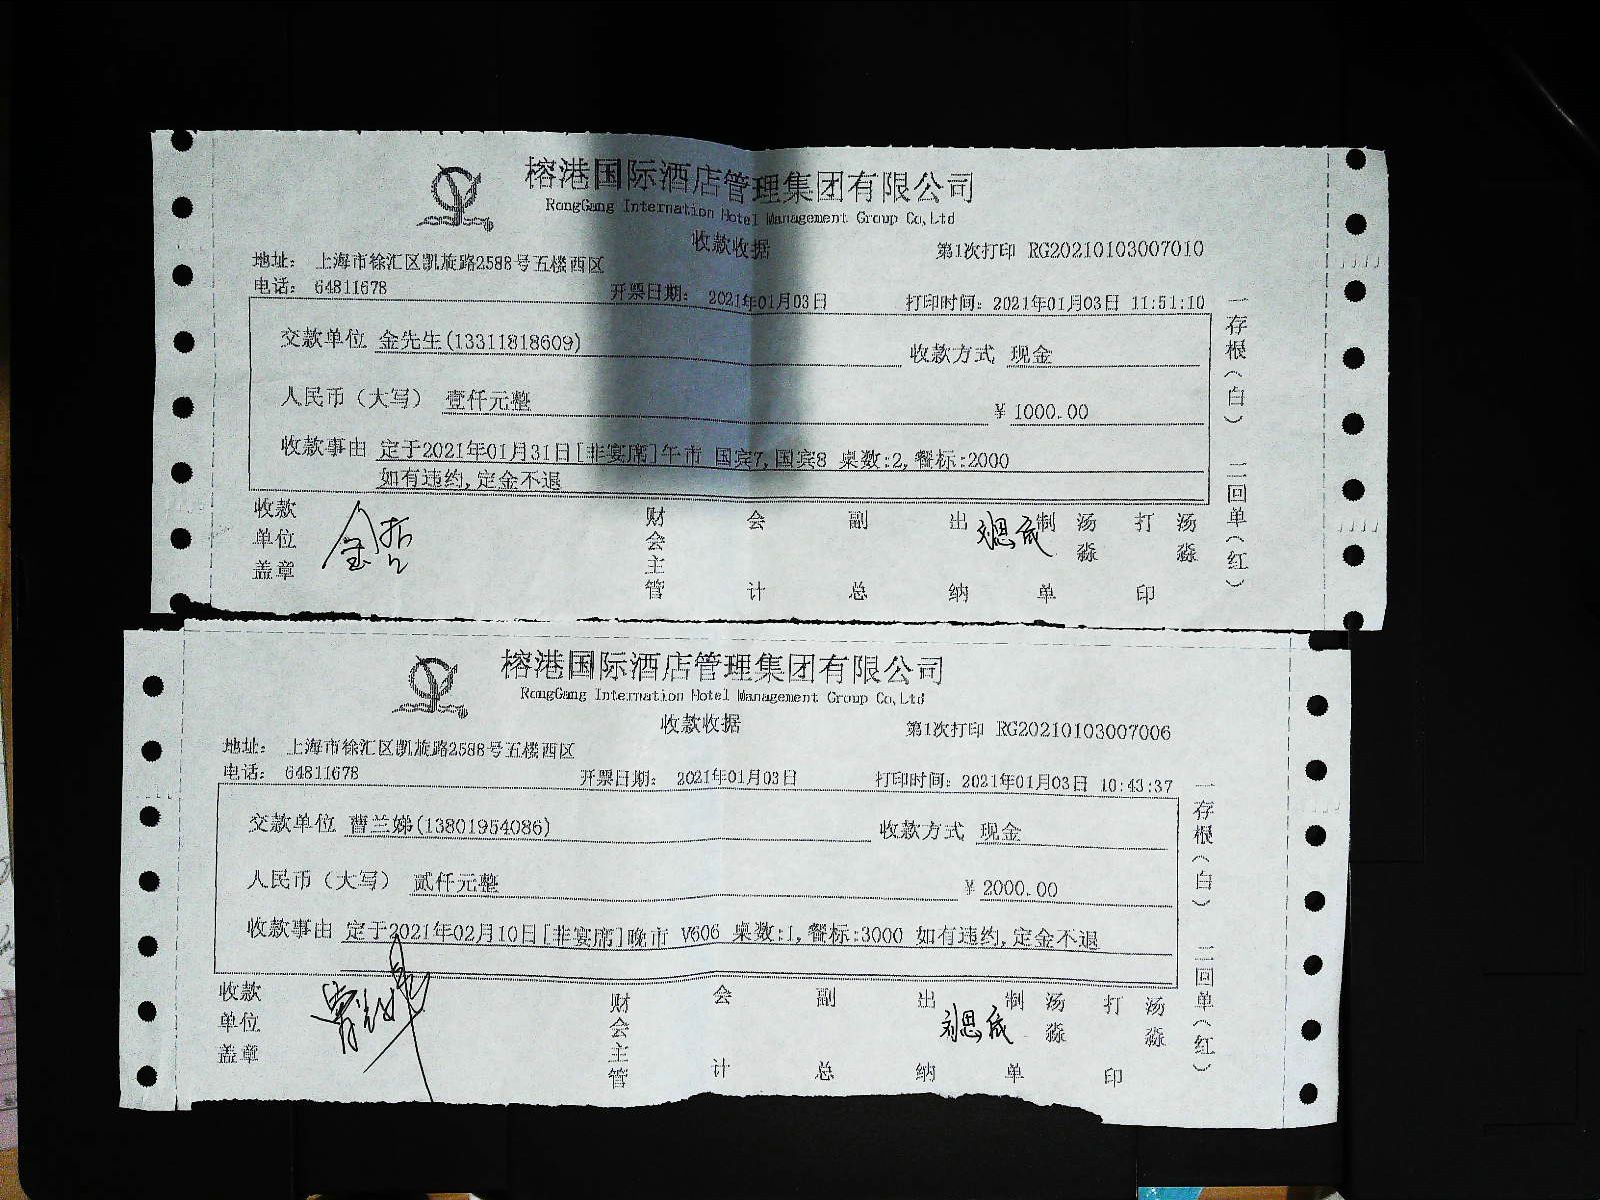 榕港国际酒店管理集团有限公司
RongGang Internation Hotel Management Group Co,Ltd
收款收据
第1次打印 RG20210103007010
地址： 上海市徐汇区凯旋路2588号五楼西区
电话： 64811678
开票日期： 2021年01月03日
打印时间：2021年01月03日 11:51:10
交款单位 金先生(13311818609)
收款方式 现金
人民币（大写） 壹仟元整
¥ 1000.00
收款事由 定于2021年01月31日[非宴席]午市 国宾7,国宾8 桌数:2,餐标:2000
如有违约,定金不退
收款单位盖章
金哲
财会主管
会计
副总
出纳
刘思成
制单
汤淼
打印
汤淼
一存根（白） 二回单（红）
榕港国际酒店管理集团有限公司
RongGang Internation Hotel Management Group Co,Ltd
收款收据
第1次打印 RG20210103007006
地址： 上海市徐汇区凯旋路2588号五楼西区
电话： 64811678
开票日期： 2021年01月03日
打印时间：2021年01月03日 10:43:37
交款单位 曹兰娣(13801954086)
收款方式 现金
人民币（大写） 贰仟元整
¥ 2000.00
收款事由 定于2021年02月10日[非宴席]晚市 V606 桌数:1,餐标:3000 如有违约,定金不退
收款单位盖章
财会主管
会计
副总
出纳
刘思成
制单
汤淼
打印
汤淼
一存根（白） 二回单（红）